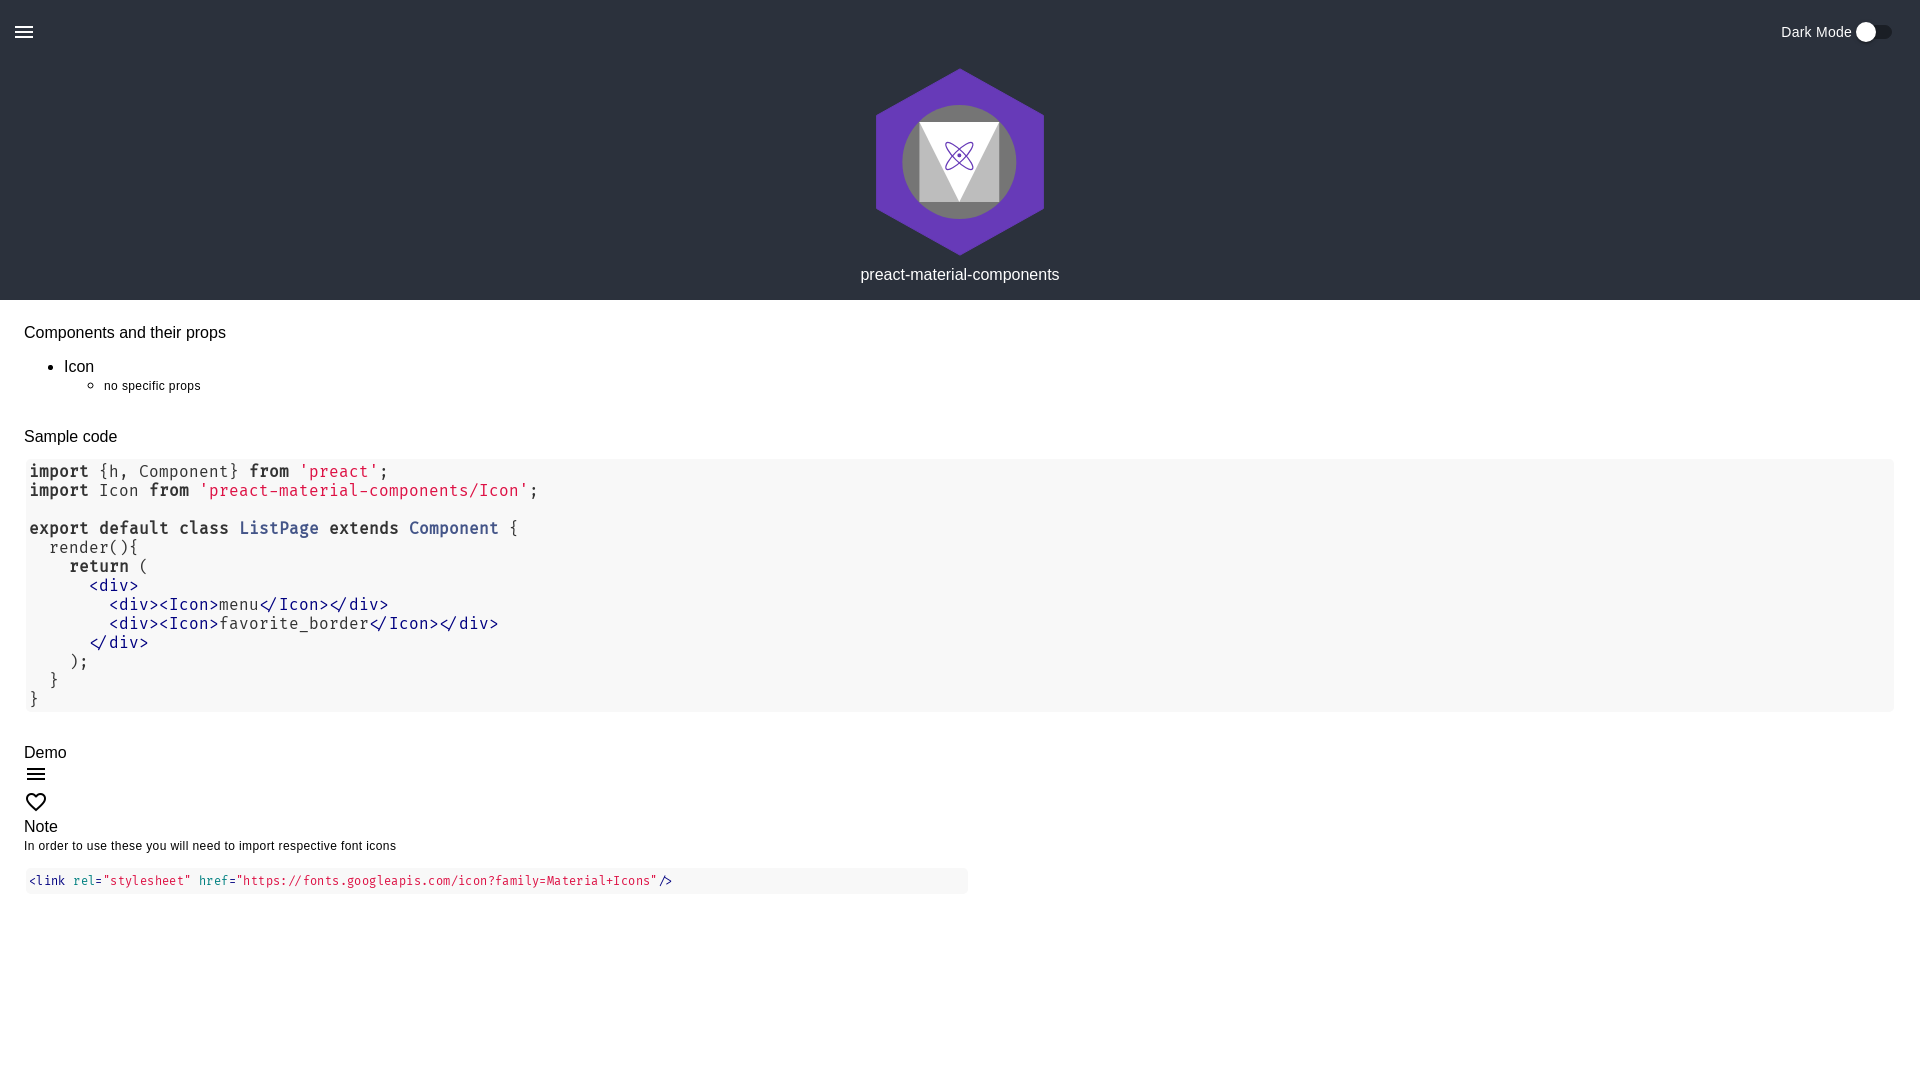 Dark Mode
preact-material-components
Components and their props
Icon
no specific props
Sample code
import {h, Component} from 'preact';
import Icon from 'preact-material-components/Icon';
export default class ListPage extends Component {
  render(){
    return (
      <div>
        <div><Icon>menu</Icon></div>
        <div><Icon>favorite_border</Icon></div>
      </div>
    );
  }
}
Demo
Note
In order to use these you will need to import respective font icons
<link rel="stylesheet" href="https://fonts.googleapis.com/icon?family=Material+Icons"/>